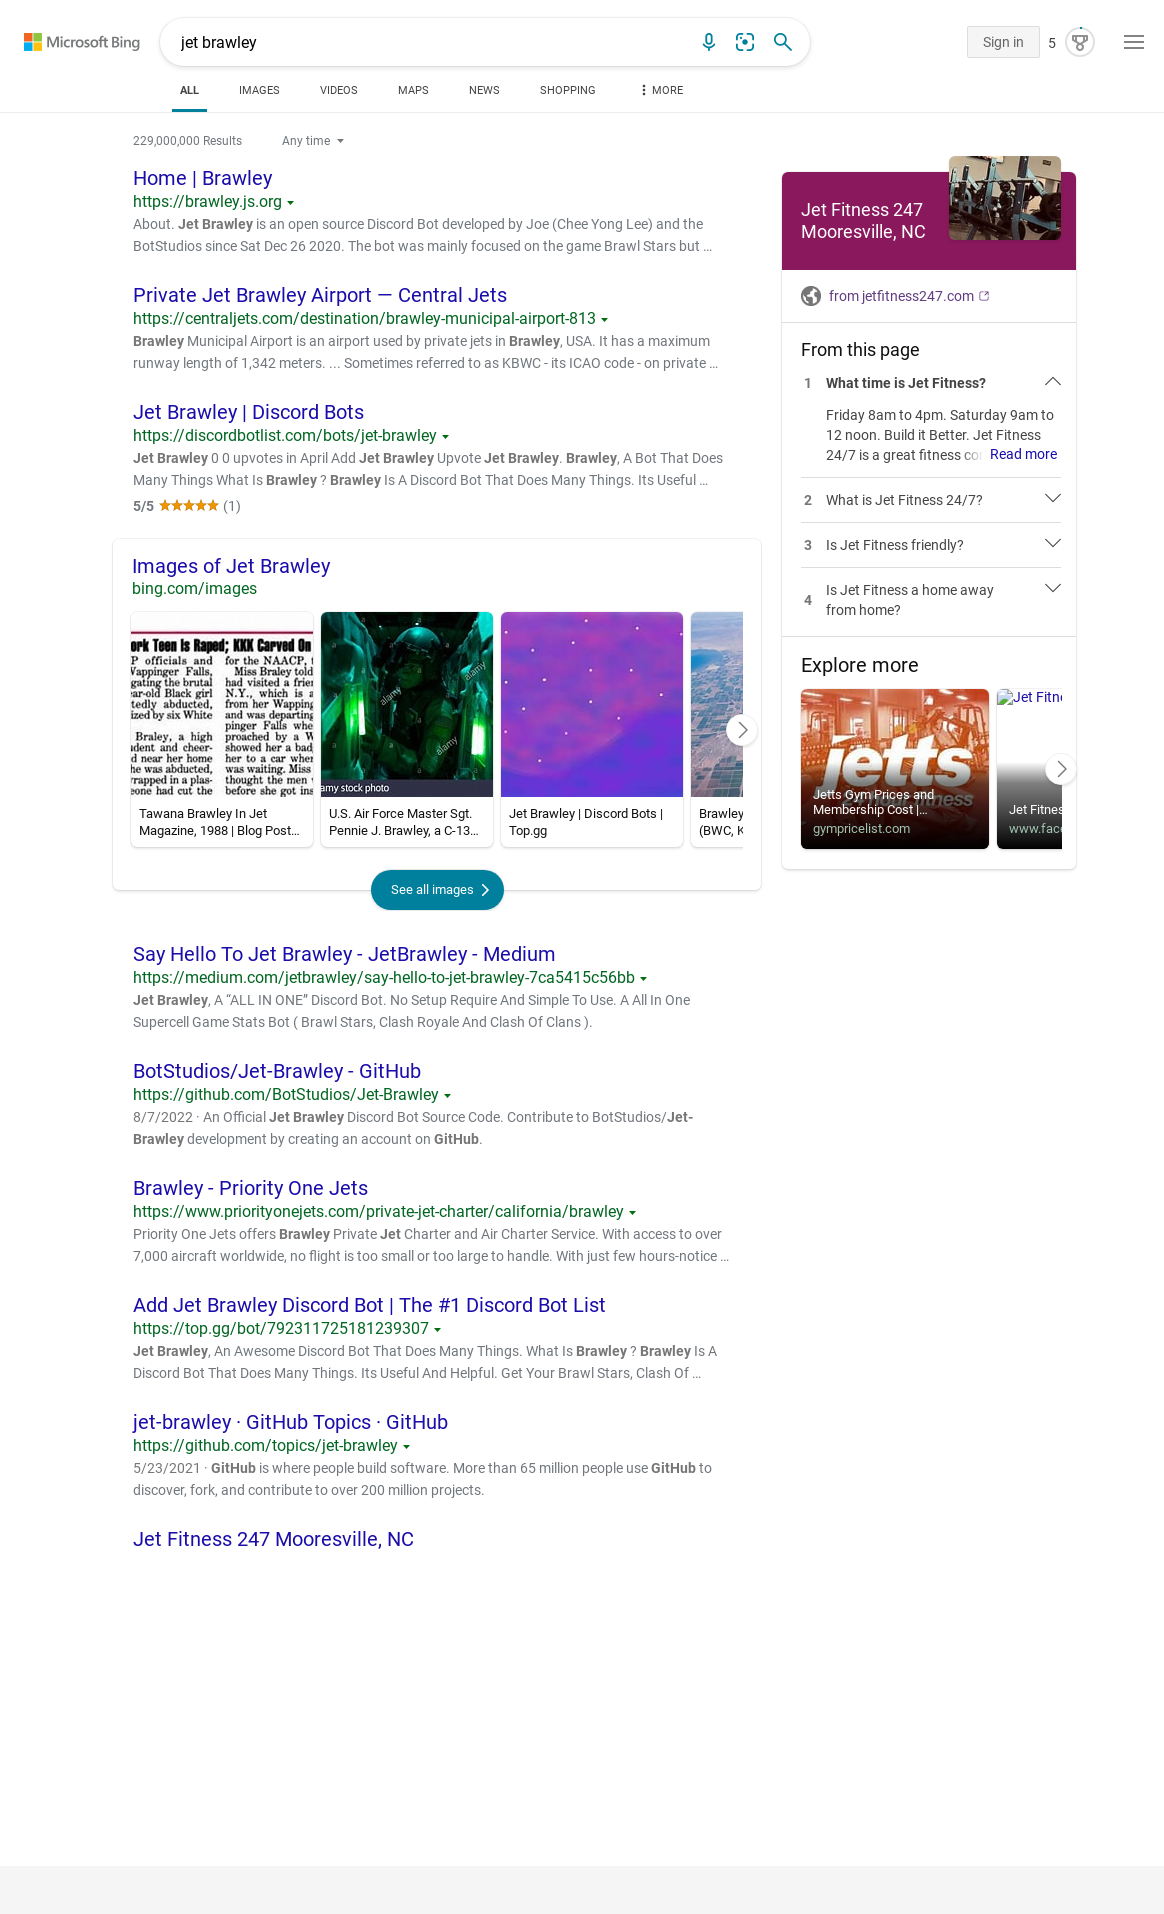 Microsoft Bing
jet brawley
Sign in
5
ALL
IMAGES
VIDEOS
MAPS
NEWS
SHOPPING
MORE
229,000,000 Results
Any time
Home | Brawley
https://brawley.js.org
About. Jet Brawley is an open source Discord Bot developed by Joe (Chee Yong Lee) and the
BotStudios since Sat Dec 26 2020. The bot was mainly focused on the game Brawl Stars but …
Private Jet Brawley Airport — Central Jets
https://centraljets.com/destination/brawley-municipal-airport-813
Brawley Municipal Airport is an airport used by private jets in Brawley, USA. It has a maximum
runway length of 1,342 meters. ... Sometimes referred to as KBWC - its ICAO code - on private …
Jet Brawley | Discord Bots
https://discordbotlist.com/bots/jet-brawley
Jet Brawley 0 0 upvotes in April Add Jet Brawley Upvote Jet Brawley. Brawley, A Bot That Does
Many Things What Is Brawley ? Brawley Is A Discord Bot That Does Many Things. Its Useful …
5/5 (1)
Images of Jet Brawley
bing.com/images
ork Teen Is Raped; KKK Carved On
P officials and
Vappinger Falls,
gating the brutal
ear-old Black girl
tedly abducted,
ized by six White
Braley, a high
dent and cheer-
d near her home
he was abducted,
rapped in a plas-
eone had cut the
for the NAACP, t
Miss Braley told
had visited a frie
N.Y., which is a
from her Wapping
and was departing
pinger Falls whe
proached by a W
showed her a bad
her to a car wher
was waiting. Miss
thought the men w
before she got ins
Tawana Brawley In Jet
Magazine, 1988 | Blog Post…
alamy
alamy
alamy
amy stock photo
U.S. Air Force Master Sgt.
Pennie J. Brawley, a C-13…
Jet Brawley | Discord Bots |
Top.gg
Brawley
(BWC, K
See all images
Say Hello To Jet Brawley - JetBrawley - Medium
https://medium.com/jetbrawley/say-hello-to-jet-brawley-7ca5415c56bb
Jet Brawley, A “ALL IN ONE” Discord Bot. No Setup Require And Simple To Use. A All In One
Supercell Game Stats Bot ( Brawl Stars, Clash Royale And Clash Of Clans ).
BotStudios/Jet-Brawley - GitHub
https://github.com/BotStudios/Jet-Brawley
8/7/2022 · An Official Jet Brawley Discord Bot Source Code. Contribute to BotStudios/Jet-
Brawley development by creating an account on GitHub.
Brawley - Priority One Jets
https://www.priorityonejets.com/private-jet-charter/california/brawley
Priority One Jets offers Brawley Private Jet Charter and Air Charter Service. With access to over
7,000 aircraft worldwide, no flight is too small or too large to handle. With just few hours-notice …
Add Jet Brawley Discord Bot | The #1 Discord Bot List
https://top.gg/bot/792311725181239307
Jet Brawley, An Awesome Discord Bot That Does Many Things. What Is Brawley ? Brawley Is A
Discord Bot That Does Many Things. Its Useful And Helpful. Get Your Brawl Stars, Clash Of …
jet-brawley · GitHub Topics · GitHub
https://github.com/topics/jet-brawley
5/23/2021 · GitHub is where people build software. More than 65 million people use GitHub to
discover, fork, and contribute to over 200 million projects.
Jet Fitness 247 Mooresville, NC
Jet Fitness 247
Mooresville, NC
from jetfitness247.com
From this page
1 What time is Jet Fitness?
Friday 8am to 4pm. Saturday 9am to
12 noon. Build it Better. Jet Fitness
24/7 is a great fitness co Read more
2 What is Jet Fitness 24/7?
3 Is Jet Fitness friendly?
4 Is Jet Fitness a home away
from home?
Explore more
jetts
24 hour fitness
Jetts Gym Prices and
Membership Cost |…
gympricelist.com
Jet Fitne
Jet Fitness
www.face